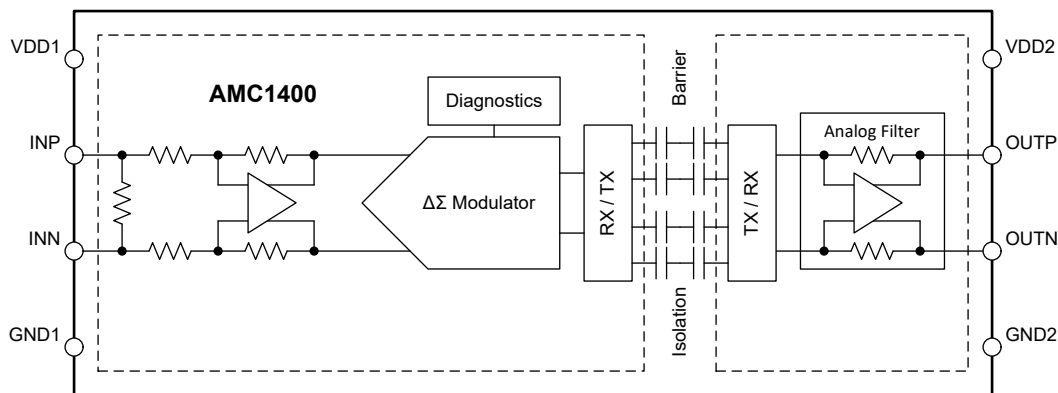 VDD1
VDD2
AMC1400
Barrier
Diagnostics
INP
Analog Filter
OUTP
ΔΣ Modulator
RX / TX
TX / RX
INN
OUTN
GND1
Isolation
GND2